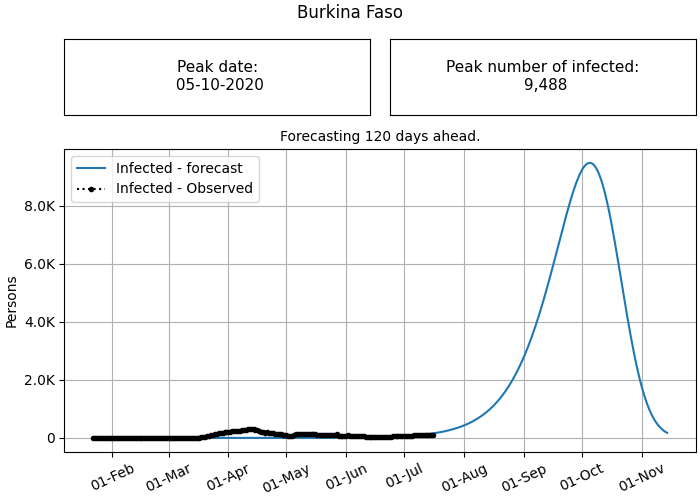 Burkina Faso
Peak date:
05-10-2020
Peak number of infected:
9,488
Forecasting 120 days ahead.
Infected - forecast
Infected - Observed
8.0K
6.0K
4.0K
2.0K
0
Persons
01-Feb
01-Mar
01-Apr
01-May
01-Jun
01-Jul
01-Aug
01-Sep
01-Oct
01-Nov